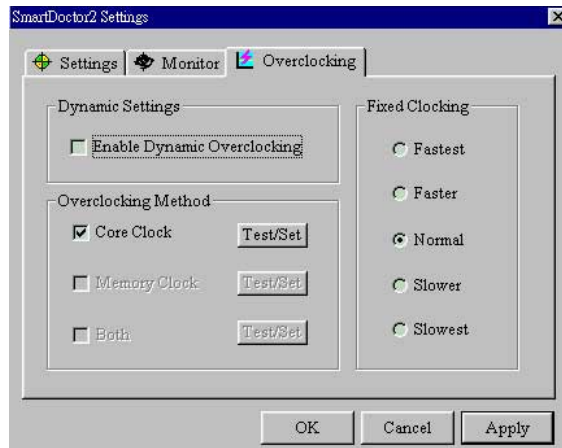 SmartDoctor2 Settings
Settings
Monitor
Overclocking
Dynamic Settings
Enable Dynamic Overclocking
Overclocking Method
Core Clock
Test/Set
Memory Clock
Test/Set
Both
Test/Set
Fixed Clocking
Fastest
Faster
Normal
Slower
Slowest
OK
Cancel
Apply